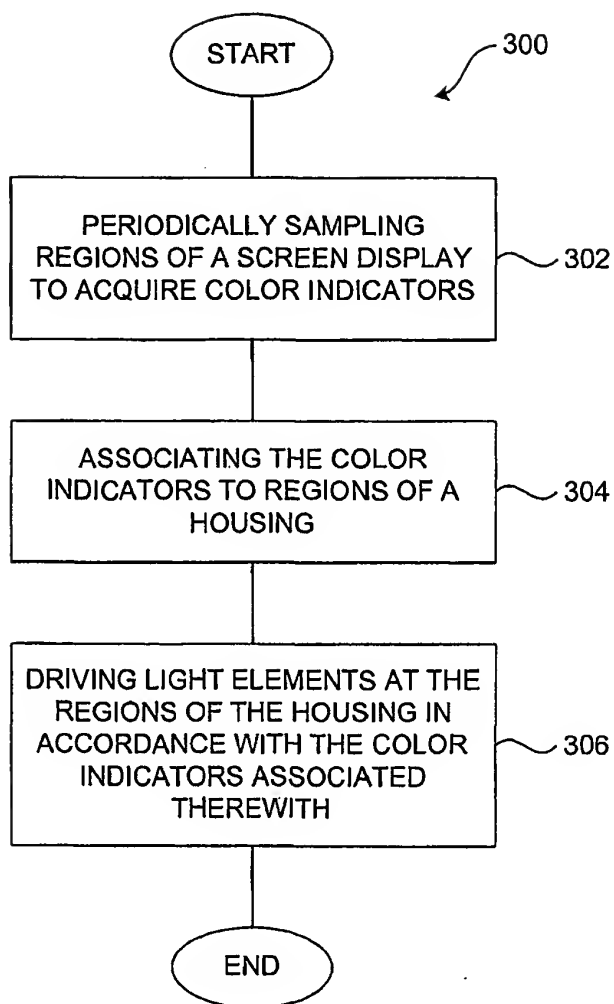 START
300
PERIODICALLY SAMPLING
REGIONS OF A SCREEN DISPLAY
TO ACQUIRE COLOR INDICATORS
302
ASSOCIATING THE COLOR
INDICATORS TO REGIONS OF A
HOUSING
304
DRIVING LIGHT ELEMENTS AT THE
REGIONS OF THE HOUSING IN
ACCORDANCE WITH THE COLOR
INDICATORS ASSOCIATED
THEREWITH
306
END